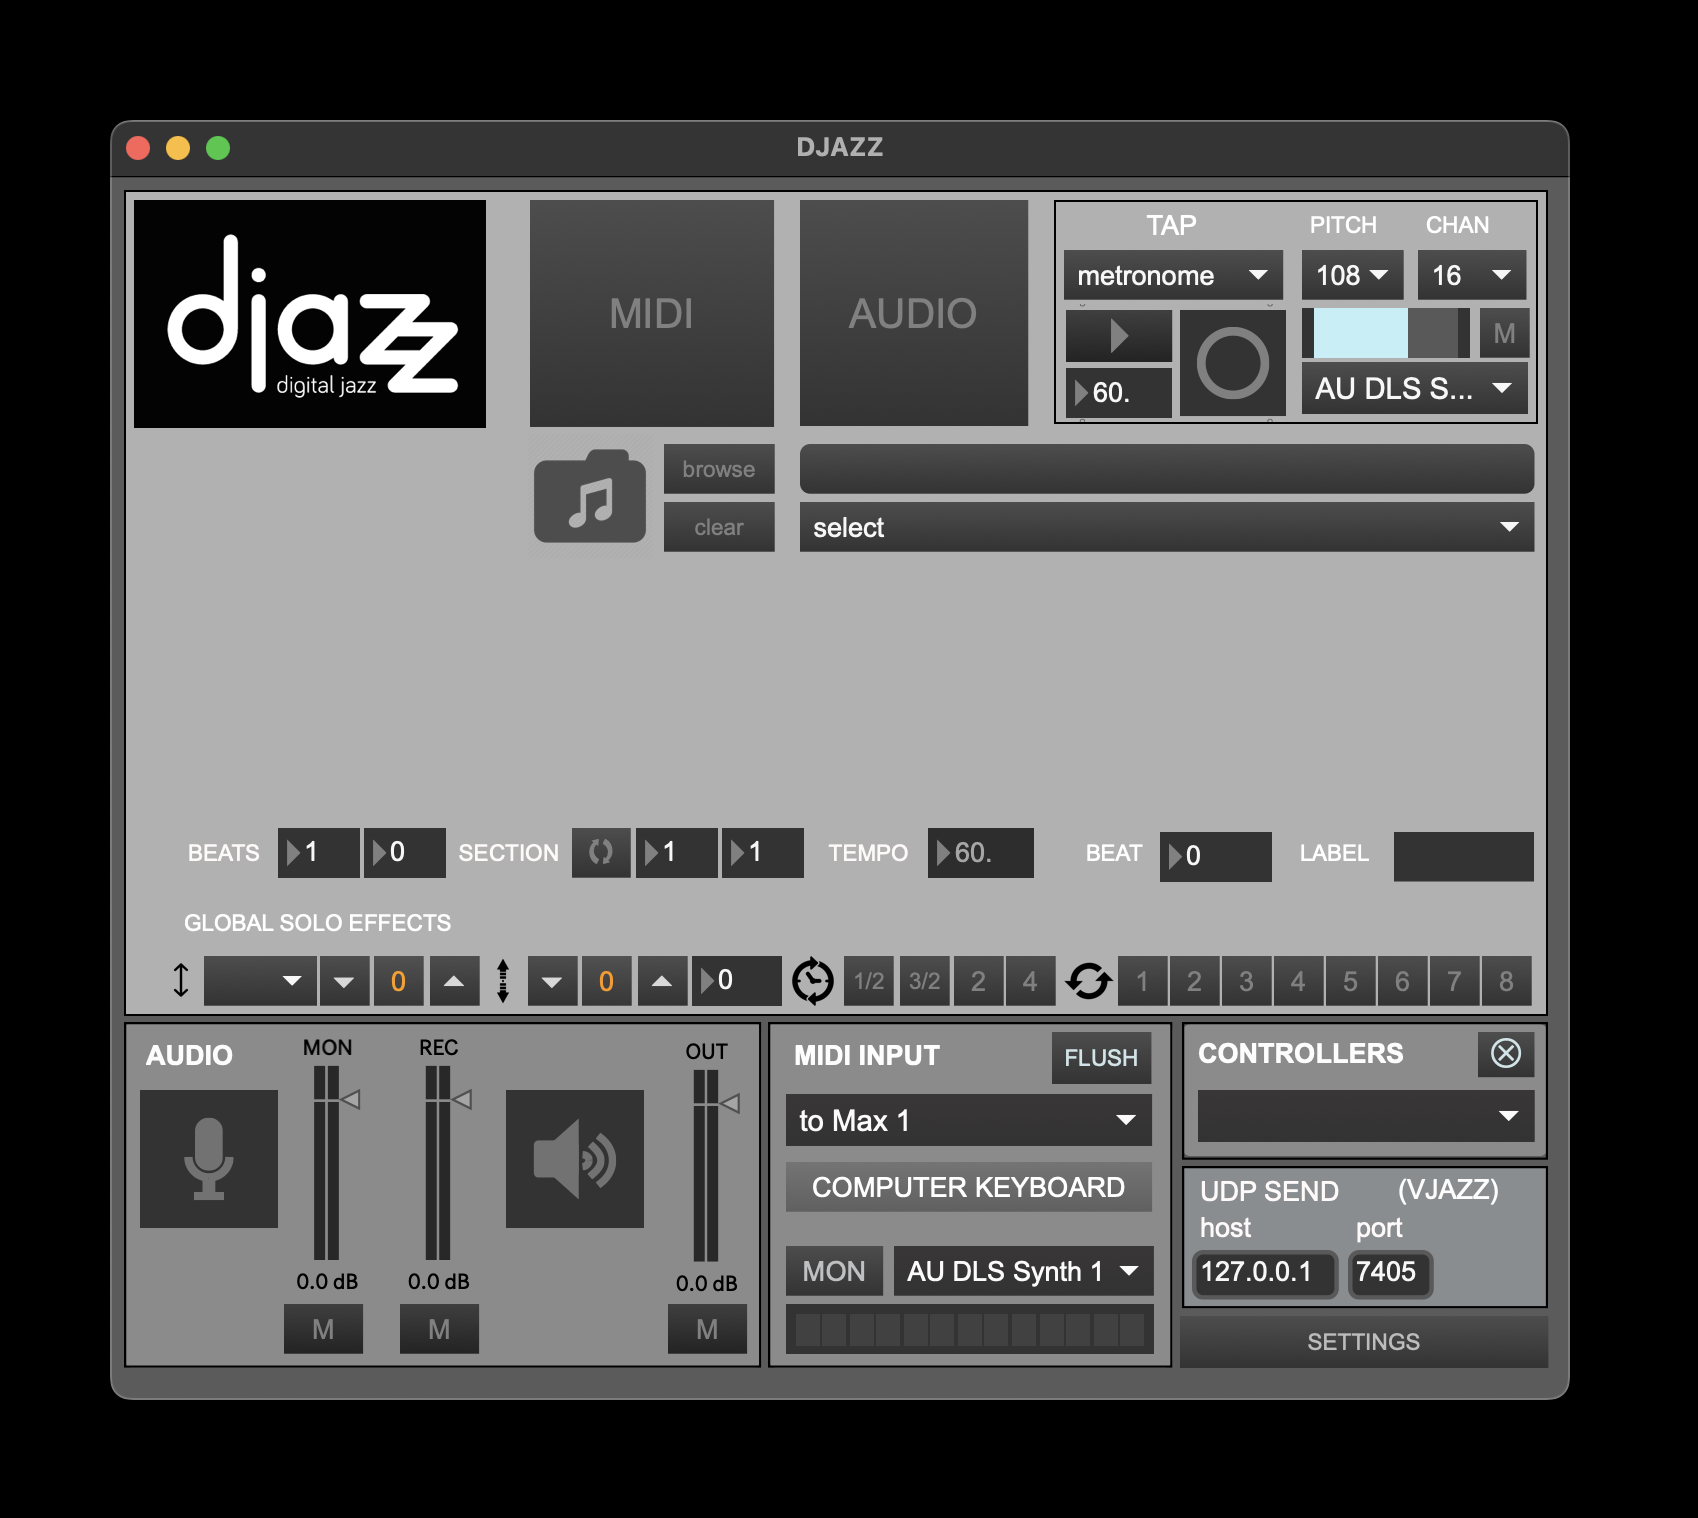 DJAZZ
djazz
digital jazz
MIDI
AUDIO
TAP
PITCH
CHAN
metronome
108
16
M
60.
AU DLS S...
browse
clear
select
BEATS
1
0
SECTION
1
1
TEMPO
60.
BEAT
0
LABEL
GLOBAL SOLO EFFECTS
0
0
0
1/2
3/2
2
4
1
2
3
4
5
6
7
8
AUDIO
MON
REC
OUT
0.0 dB
0.0 dB
0.0 dB
M
M
M
MIDI INPUT
FLUSH
to Max 1
COMPUTER KEYBOARD
MON
AU DLS Synth 1
CONTROLLERS
UDP SEND
(VJAZZ)
host
port
127.0.0.1
7405
SETTINGS